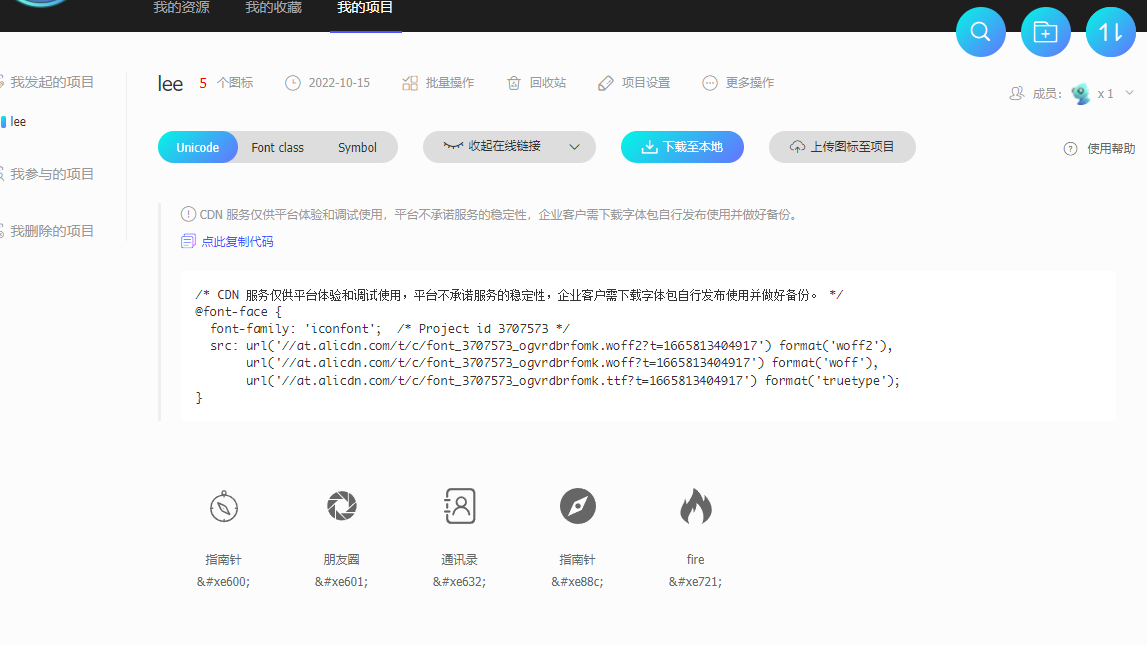 我的资源 我的收藏 我的项目
我发起的项目
lee
我参与的项目
我删除的项目
lee 5 个图标 2022-10-15 批量操作 回收站 项目设置 更多操作
成员: x 1
Unicode Font class Symbol 收起在线链接 下载至本地 上传图标至项目
使用帮助
CDN 服务仅供平台体验和调试使用，平台不承诺服务的稳定性，企业客户需下载字体包自行发布使用并做好备份。
点此复制代码
/* CDN 服务仅供平台体验和调试使用，平台不承诺服务的稳定性，企业客户需下载字体包自行发布使用并做好备份。 */
@font-face {
  font-family: 'iconfont';  /* Project id 3707573 */
  src: url('//at.alicdn.com/t/c/font_3707573_ogvrdbrfomk.woff2?t=1665813404917') format('woff2'),
       url('//at.alicdn.com/t/c/font_3707573_ogvrdbrfomk.woff?t=1665813404917') format('woff'),
       url('//at.alicdn.com/t/c/font_3707573_ogvrdbrfomk.ttf?t=1665813404917') format('truetype');
}
指南针 朋友圈 通讯录 指南针 fire
&#xe600; &#xe601; &#xe632; &#xe88c; &#xe721;